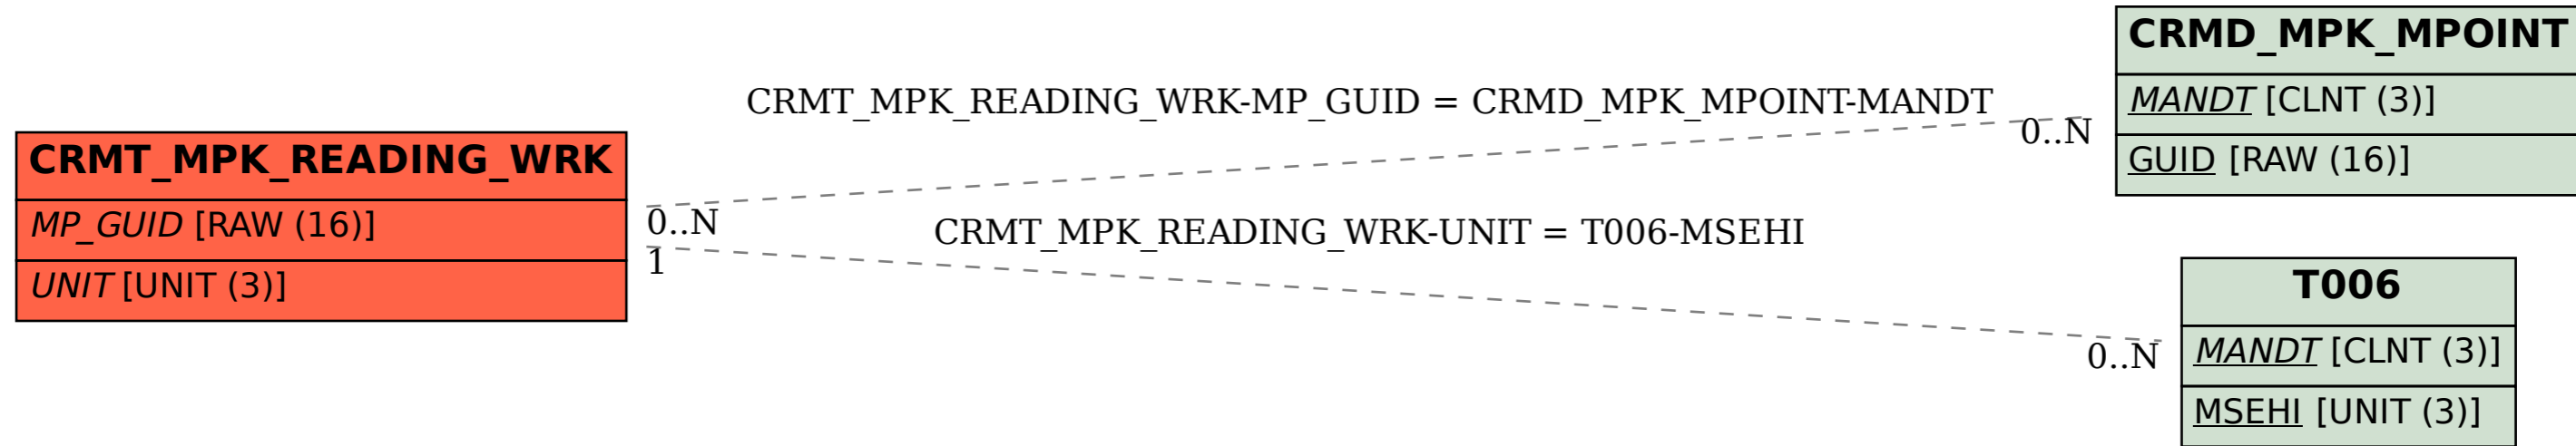 CRMT_MPK_READING_WRK
MP_GUID [RAW (16)]
UNIT [UNIT (3)]
CRMT_MPK_READING_WRK-MP_GUID = CRMD_MPK_MPOINT-MANDT
0..N
0..N
CRMT_MPK_READING_WRK-UNIT = T006-MSEHI
1
0..N
CRMD_MPK_MPOINT
MANDT [CLNT (3)]
GUID [RAW (16)]
T006
MANDT [CLNT (3)]
MSEHI [UNIT (3)]